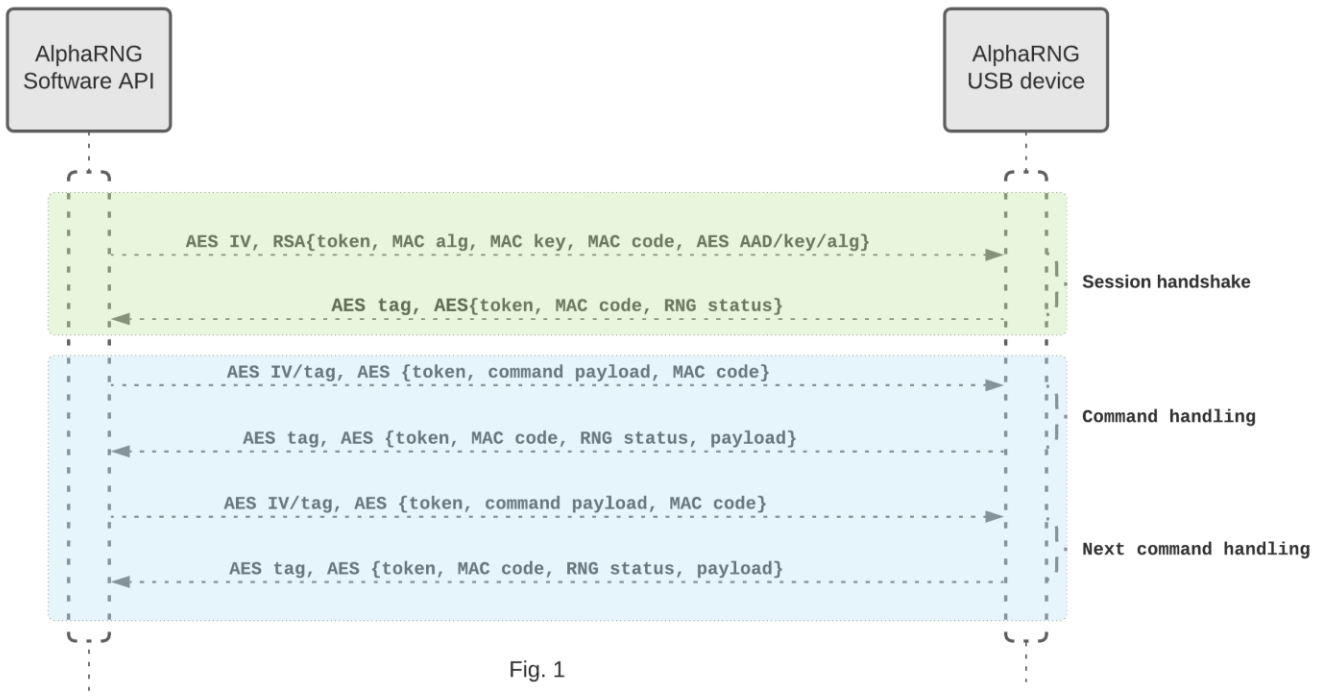 AlphaRNG
Software API
AlphaRNG
USB device
AES IV, RSA{token, MAC alg, MAC key, MAC code, AES AAD/key/alg}
Session handshake
AES tag, AES{token, MAC code, RNG status}
AES IV/tag, AES {token, command payload, MAC code}
Command handling
AES tag, AES {token, MAC code, RNG status, payload}
AES IV/tag, AES {token, command payload, MAC code}
Next command handling
AES tag, AES {token, MAC code, RNG status, payload}
Fig. 1